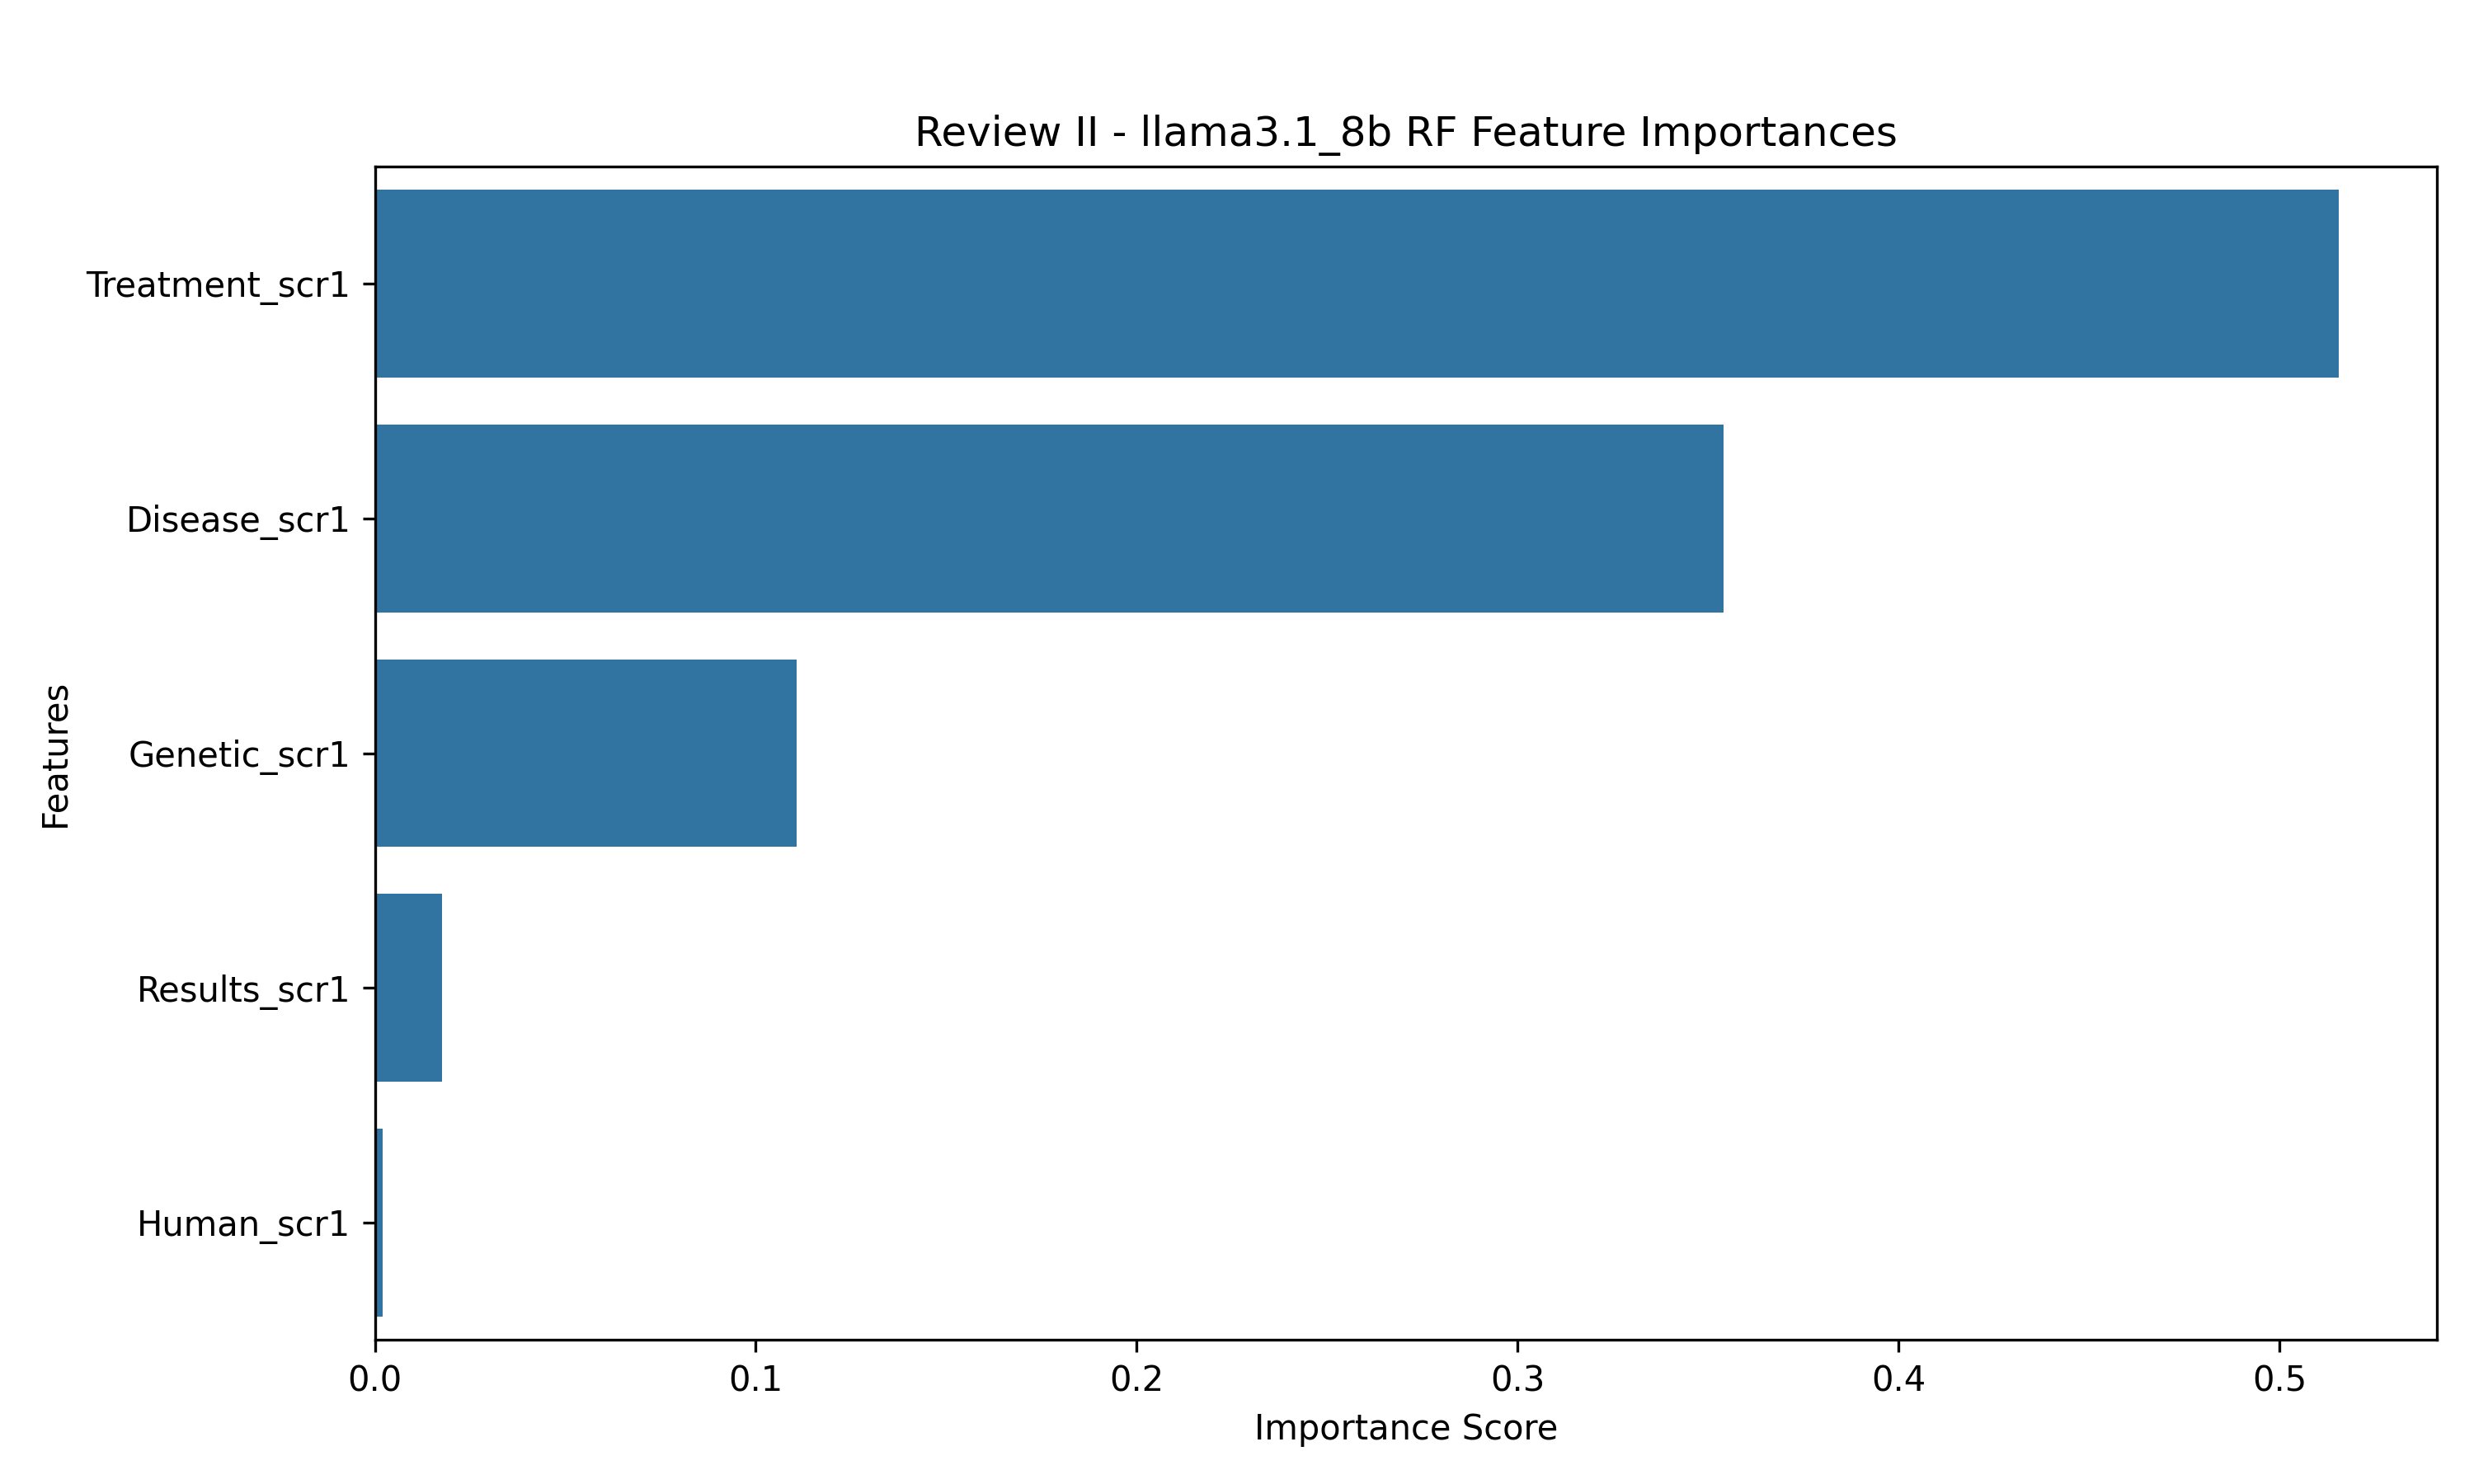 Review II - llama3.1_8b RF Feature Importances
Treatment_scr1
Disease_scr1
Genetic_scr1
Results_scr1
Human_scr1
Features
0.0 0.1 0.2 0.3 0.4 0.5
Importance Score